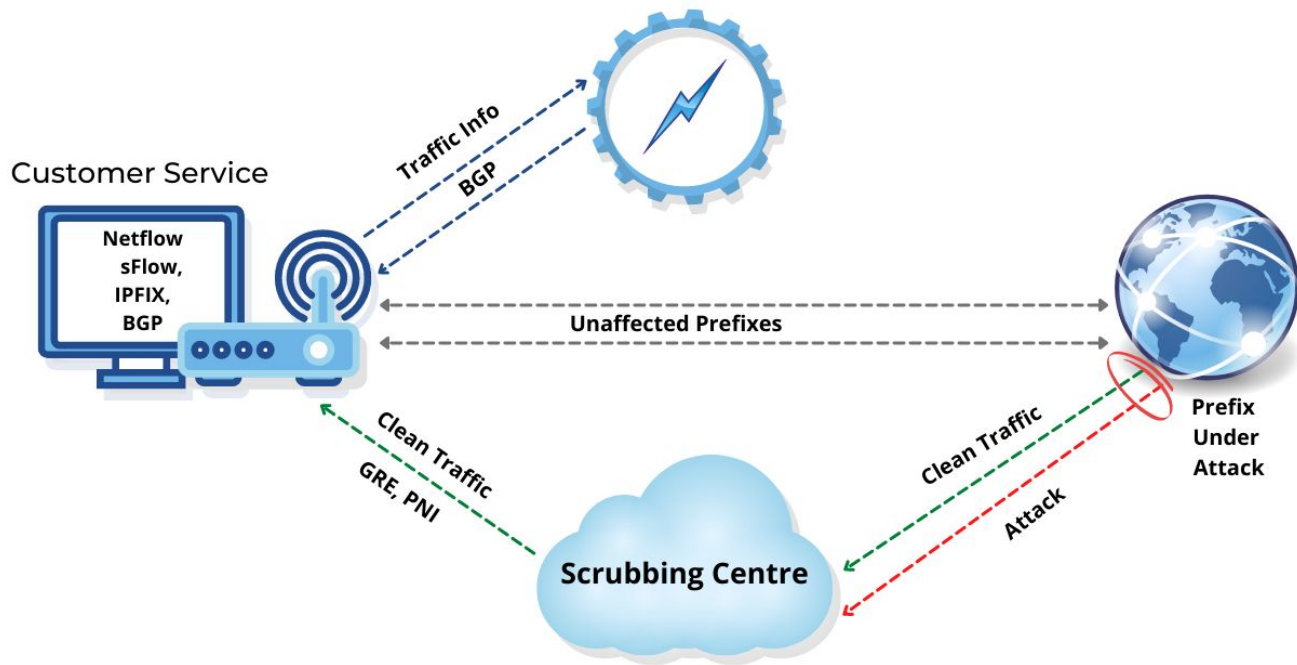 Traffic Info
BGP
Customer Service
Netflow
sFlow,
IPFIX,
BGP
Unaffected Prefixes
Prefix
Under
Attack
Clean Traffic
GRE, PNI
Clean Traffic
Attack
Scrubbing Centre